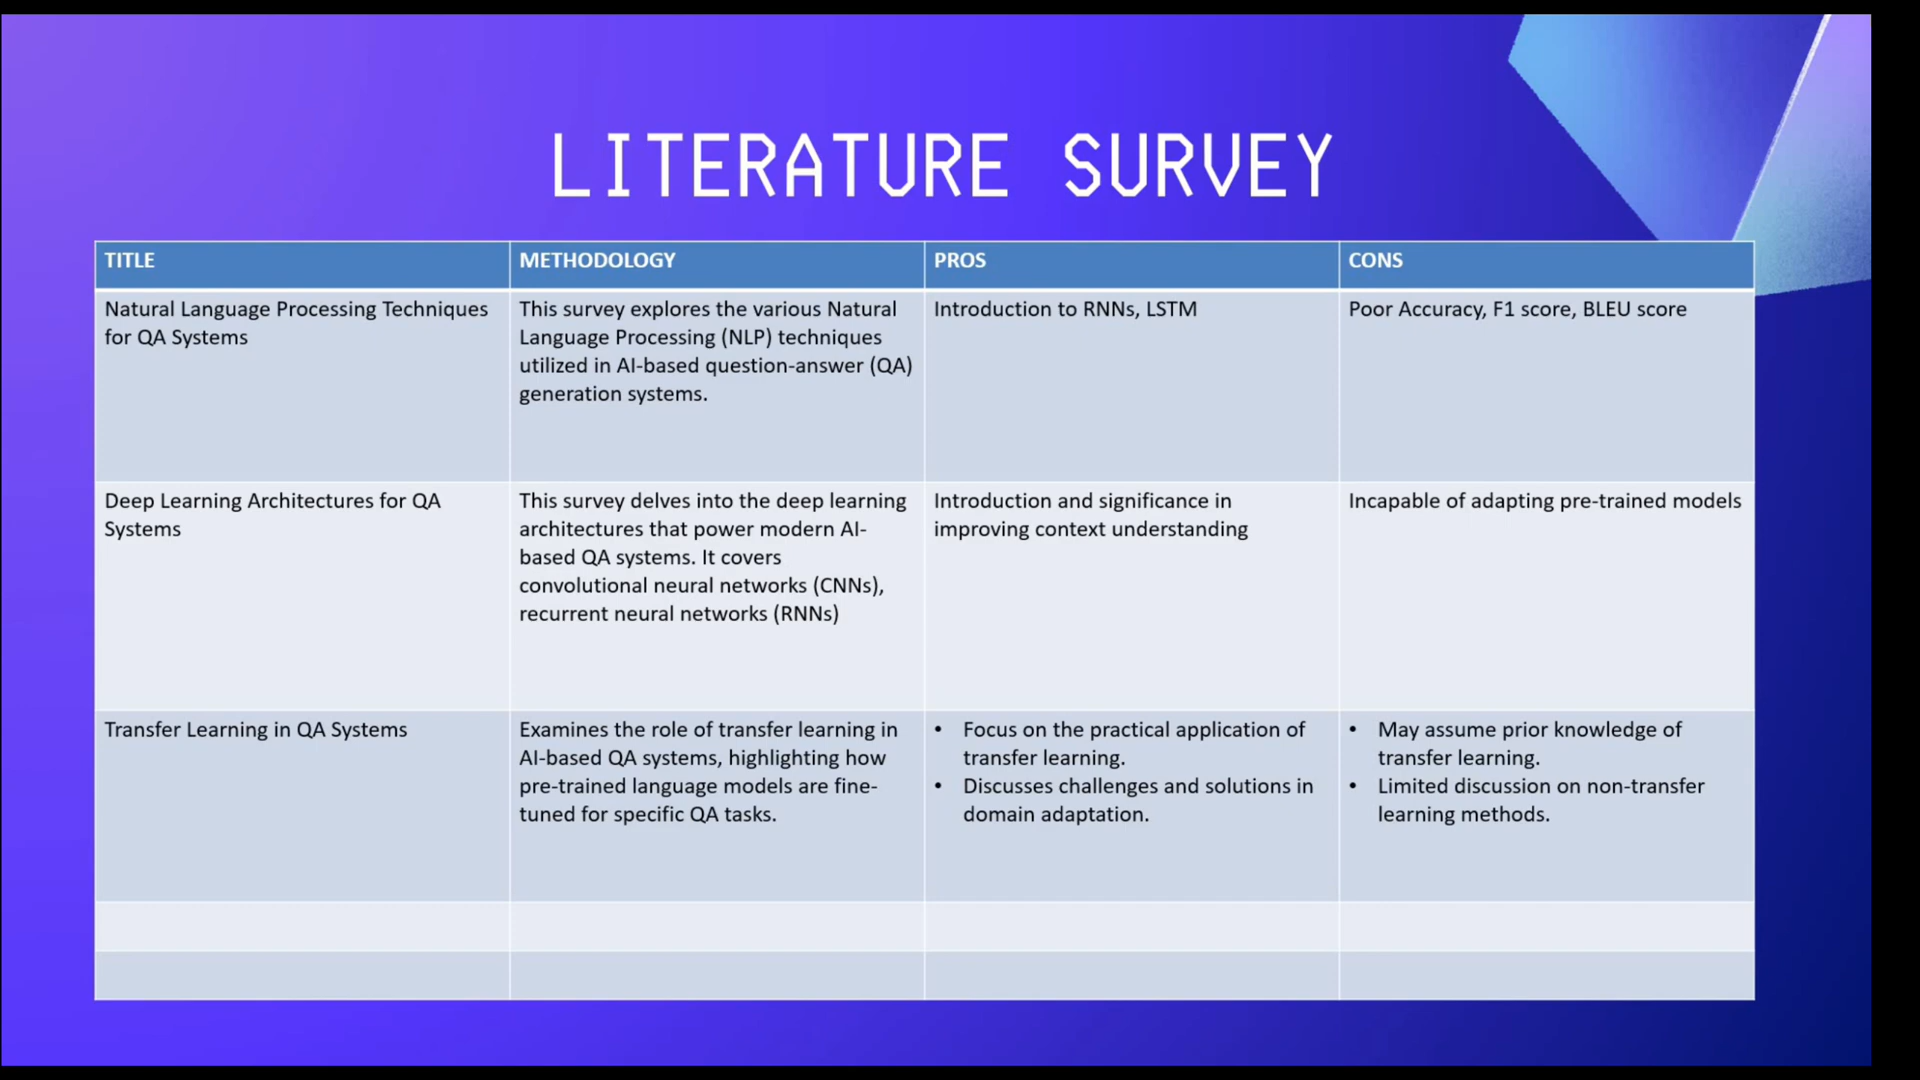 LITERATURE SURVEY
TITLE
METHODOLOGY
PROS
CONS
Natural Language Processing Techniques
for QA Systems
This survey explores the various Natural
Language Processing (NLP) techniques
utilized in AI-based question-answer (QA)
generation systems.
Introduction to RNNs, LSTM
Poor Accuracy, F1 score, BLEU score
Deep Learning Architectures for QA
Systems
This survey delves into the deep learning
architectures that power modern AI-
based QA systems. It covers
convolutional neural networks (CNNs),
recurrent neural networks (RNNs)
Introduction and significance in
improving context understanding
Incapable of adapting pre-trained models
Transfer Learning in QA Systems
Examines the role of transfer learning in
AI-based QA systems, highlighting how
pre-trained language models are fine-
tuned for specific QA tasks.
• Focus on the practical application of
transfer learning.
• Discusses challenges and solutions in
domain adaptation.
• May assume prior knowledge of
transfer learning.
• Limited discussion on non-transfer
learning methods.